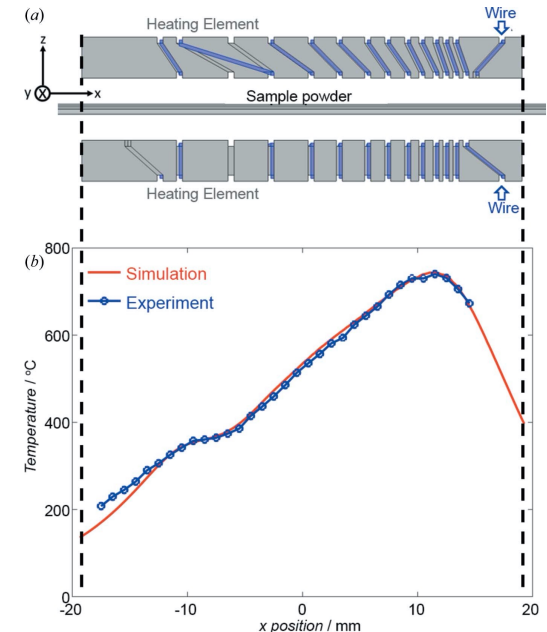 (a)
Heating Element
Wire
z
y
x
Sample powder
Heating Element
Wire
(b)
800
Simulation
Experiment
600
400
200
0
Temperature / °C
-20
-10
0
10
20
x position / mm